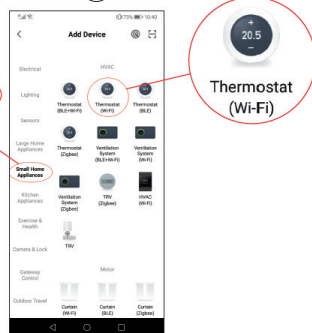 73% 10:40
Add Device
Electrical
Lighting
Sensors
Large Home
Appliances
Small Home
Appliances
Kitchen
Appliances
Exercise &
Health
Camera & Lock
Gateway
Control
Outdoor Travel
HVAC
Thermostat
(BLE+Wi-Fi)
Thermostat
(Wi-Fi)
Thermostat
(BLE)
Thermostat
(Zigbee)
Ventilation
System
(BLE+Wi-Fi)
Ventilation
System
(Wi-Fi)
Ventilation
System
(Zigbee)
TRV
(Zigbee)
HVAC
(Wi-Fi)
TRV
Motor
Curtain
(Wi-Fi)
Curtain
(BLE)
Curtain
(Zigbee)
+
20.5
−
Thermostat
(Wi-Fi)